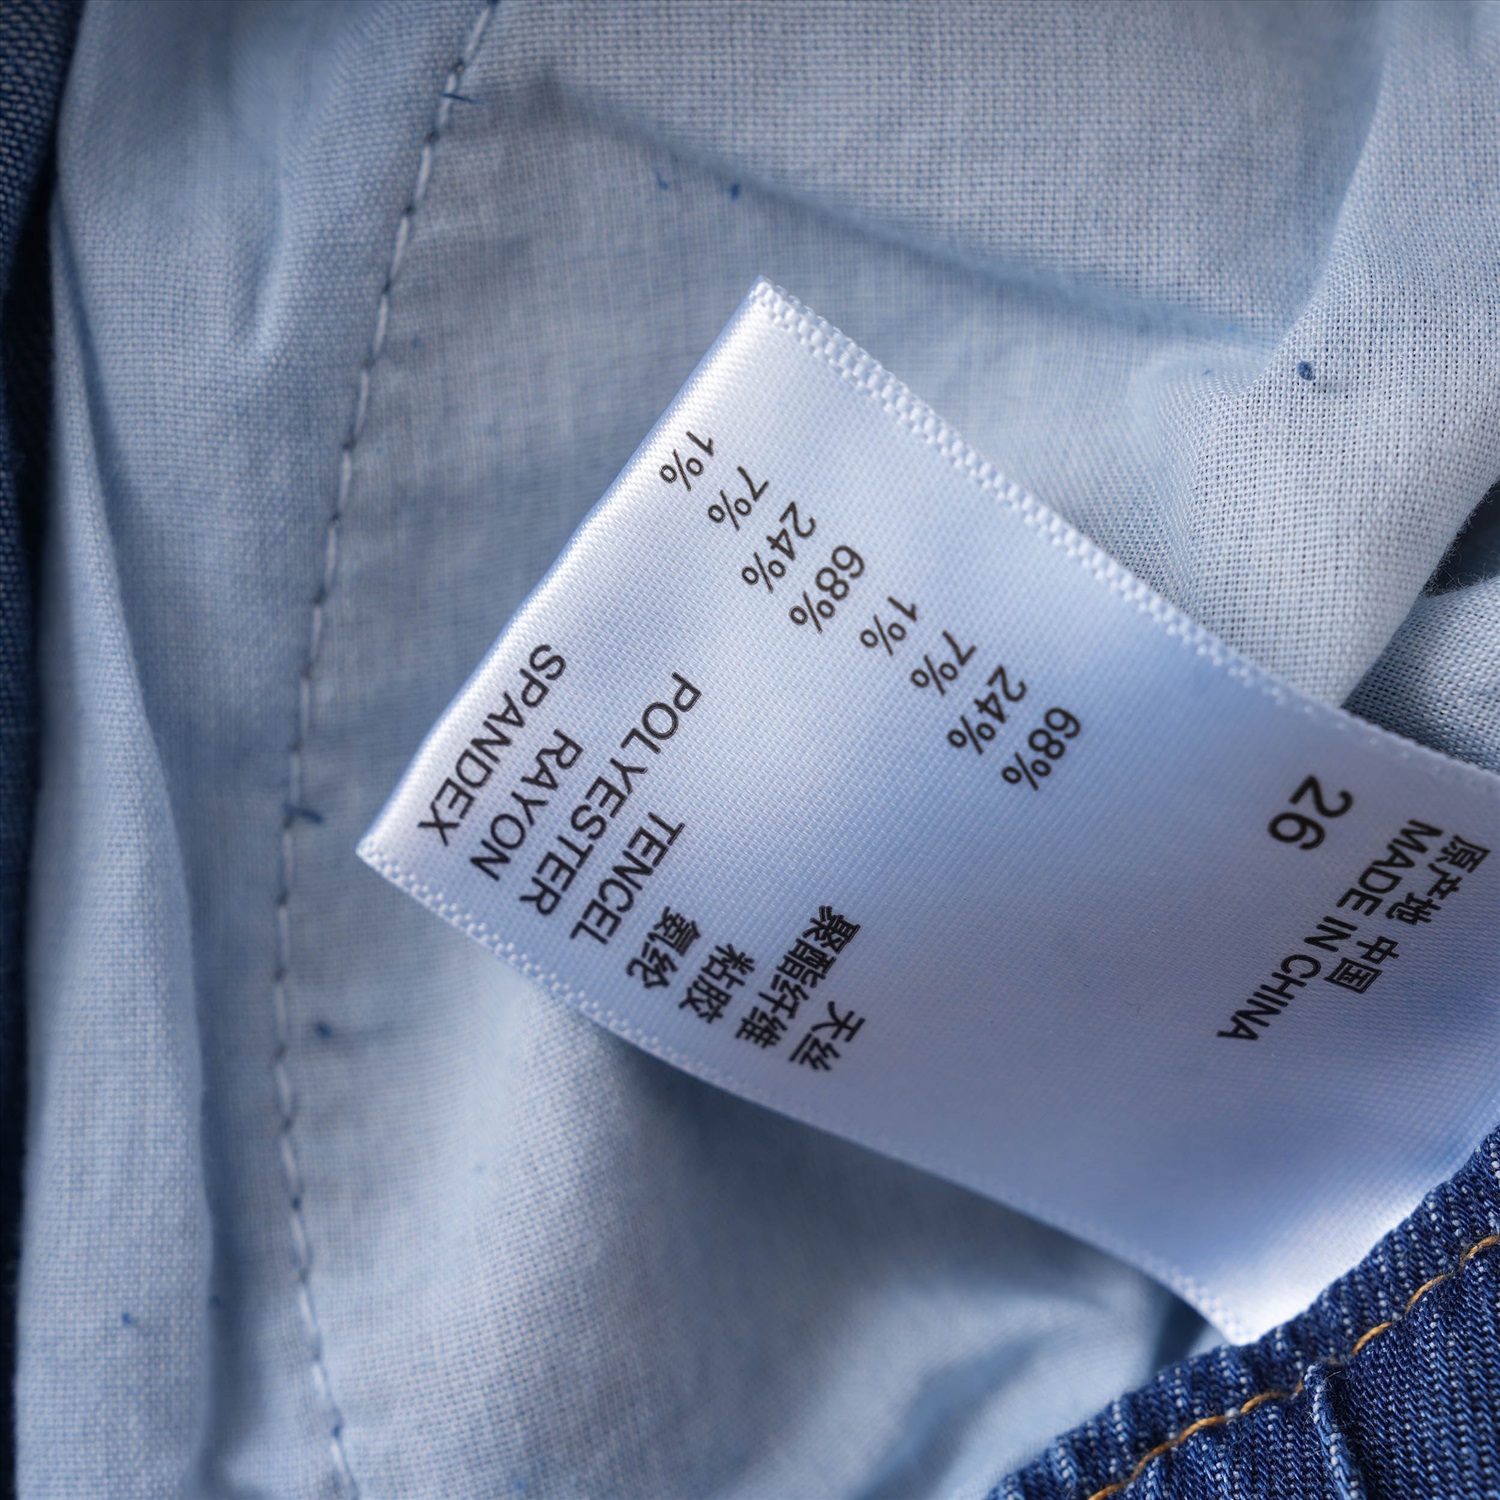 原产地 中国
MADE IN CHINA
26
68% 天丝
24% 聚酯纤维
7% 粘胶
1% 氨纶
68% TENCEL
24% POLYESTER
7% RAYON
1% SPANDEX